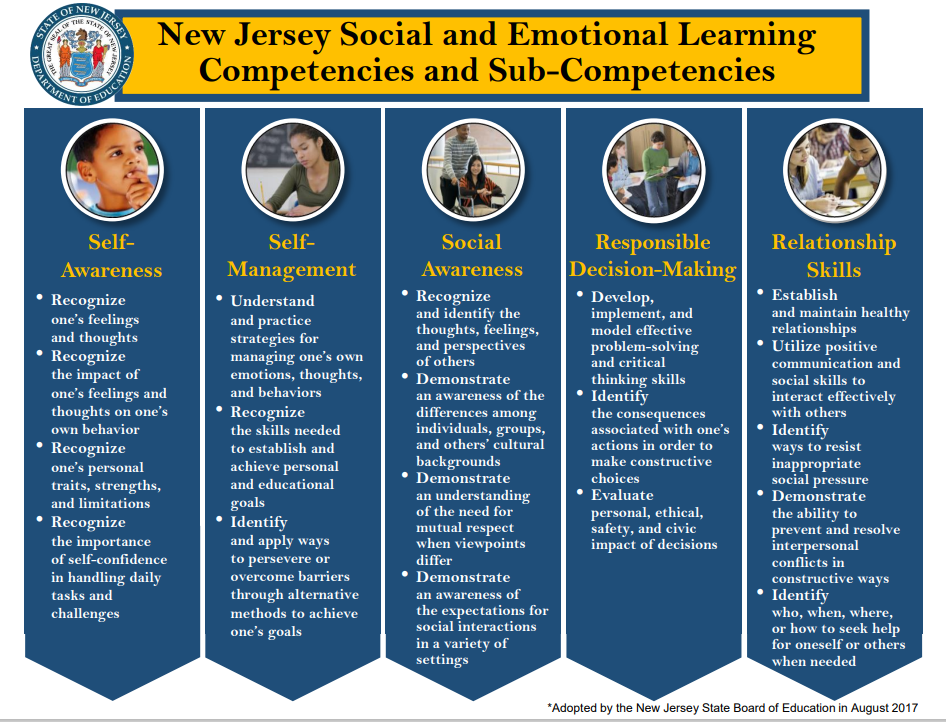 STATE OF NEW JERSEY
THE GREAT SEAL OF THE STATE OF NEW JERSEY
DEPARTMENT OF EDUCATION
New Jersey Social and Emotional Learning
Competencies and Sub-Competencies
Self-
Awareness
• Recognize
one's feelings
and thoughts
• Recognize
the impact of
one's feelings and
thoughts on one's
own behavior
• Recognize
one's personal
traits, strengths,
and limitations
• Recognize
the importance
of self-confidence
in handling daily
tasks and
challenges
Self-
Management
• Understand
and practice
strategies for
managing one's own
emotions, thoughts,
and behaviors
• Recognize
the skills needed
to establish and
achieve personal
and educational
goals
• Identify
and apply ways
to persevere or
overcome barriers
through alternative
methods to achieve
one's goals
Social
Awareness
• Recognize
and identify the
thoughts, feelings,
and perspectives
of others
• Demonstrate
an awareness of the
differences among
individuals, groups,
and others' cultural
backgrounds
• Demonstrate
an understanding
of the need for
mutual respect
when viewpoints
differ
• Demonstrate
an awareness of
the expectations for
social interactions
in a variety of
settings
Responsible
Decision-Making
• Develop,
implement, and
model effective
problem-solving
and critical
thinking skills
• Identify
the consequences
associated with one's
actions in order to
make constructive
choices
• Evaluate
personal, ethical,
safety, and civic
impact of decisions
Relationship
Skills
• Establish
and maintain healthy
relationships
• Utilize positive
communication and
social skills to
interact effectively
with others
• Identify
ways to resist
inappropriate
social pressure
• Demonstrate
the ability to
prevent and resolve
interpersonal
conflicts in
constructive ways
• Identify
who, when, where,
or how to seek help
for oneself or others
when needed
*Adopted by the New Jersey State Board of Education in August 2017